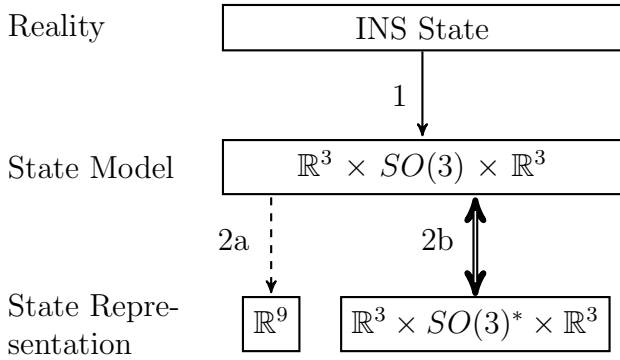 Reality
INS State
1
State Model
ℝ³ × SO(3) × ℝ³
2a
2b
State Repre-
sentation
ℝ⁹
ℝ³ × SO(3)* × ℝ³